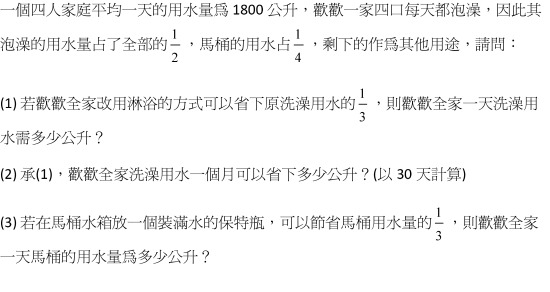 一個四人家庭平均一天的用水量為 1800 公升，歡歡一家四口每天都泡澡，因此其
泡澡的用水量占了全部的1/2，馬桶的用水占1/4，剩下的作為其他用途，請問：
(1) 若歡歡全家改用淋浴的方式可以省下原洗澡用水的1/3，則歡歡全家一天洗澡用
水需多少公升？
(2) 承(1)，歡歡全家洗澡用水一個月可以省下多少公升？(以 30 天計算)
(3) 若在馬桶水箱放一個裝滿水的保特瓶，可以節省馬桶用水量的1/3，則歡歡全家
一天馬桶的用水量為多少公升？